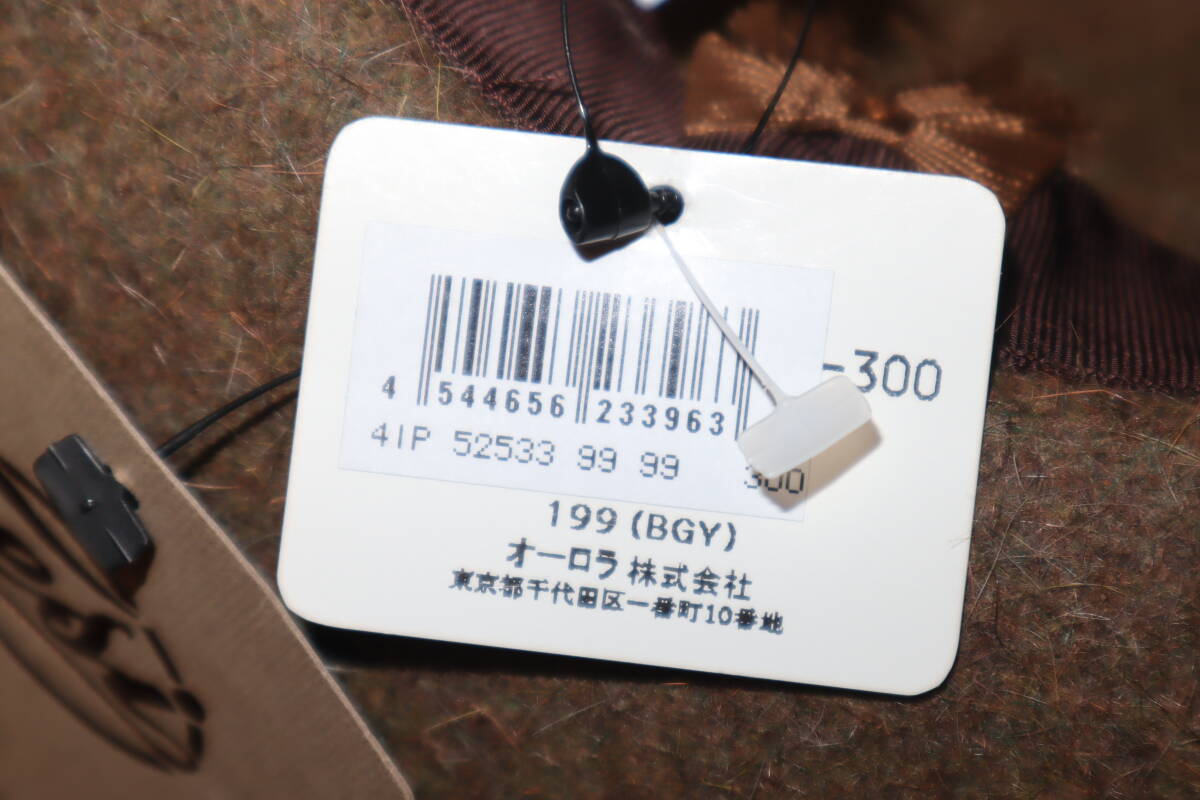 -300
4 544656 233963
41P 52533 99 99 300
199 (BGY)
オーロラ株式会社
東京都千代田区一番町10番地